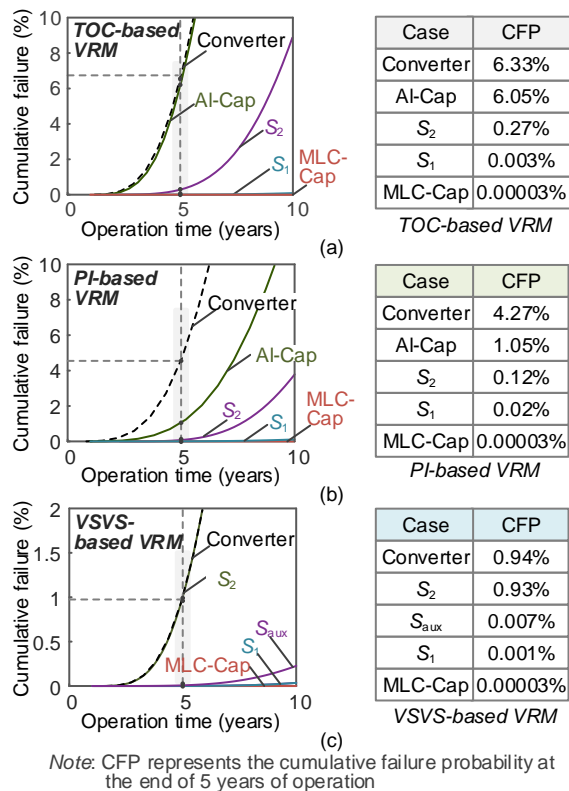 Cumulative failure (%)
10
8
6
4
2
0
TOC-based
VRM
Converter
Al-Cap
S2
S1
MLC-
Cap
0
5
10
Operation time (years)
(a)
Case CFP
Converter 6.33%
Al-Cap 6.05%
S2 0.27%
S1 0.003%
MLC-Cap 0.00003%
TOC-based VRM
Cumulative failure (%)
10
8
6
4
2
0
PI-based
VRM
Converter
Al-Cap
MLC-
Cap
S2
S1
0
5
10
Operation time (years)
(b)
Case CFP
Converter 4.27%
Al-Cap 1.05%
S2 0.12%
S1 0.02%
MLC-Cap 0.00003%
PI-based VRM
Cumulative failure (%)
2
1.5
1
0.5
0
VSVS-
based VRM
Converter
S2
Saux
S1
MLC-Cap
0
5
10
Operation time (years)
(c)
Case CFP
Converter 0.94%
S2 0.93%
Saux 0.007%
S1 0.001%
MLC-Cap 0.00003%
VSVS-based VRM
Note: CFP represents the cumulative failure probability at
the end of 5 years of operation